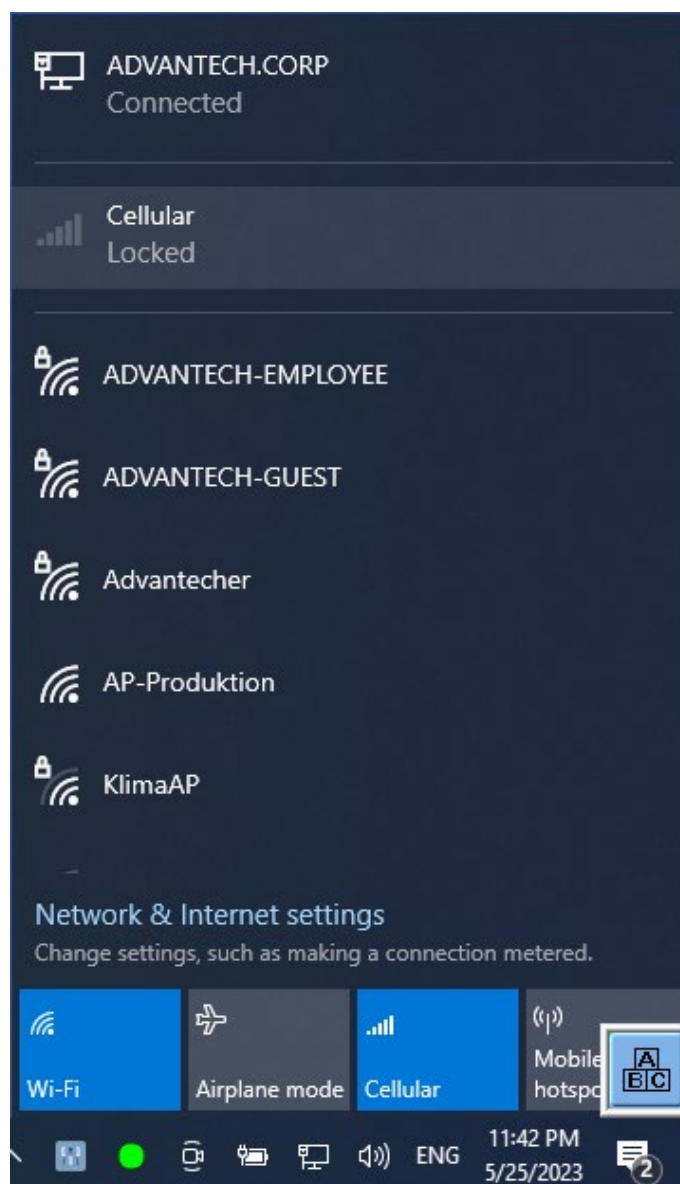 ADVANTECH.CORP
Connected
Cellular
Locked
ADVANTECH-EMPLOYEE
ADVANTECH-GUEST
Advantecher
AP-Produktion
KlimaAP
Network & Internet settings
Change settings, such as making a connection metered.
Wi-Fi
Airplane mode
Cellular
Mobile
hotspo
A
BC
ENG
11:42 PM
5/25/2023
2